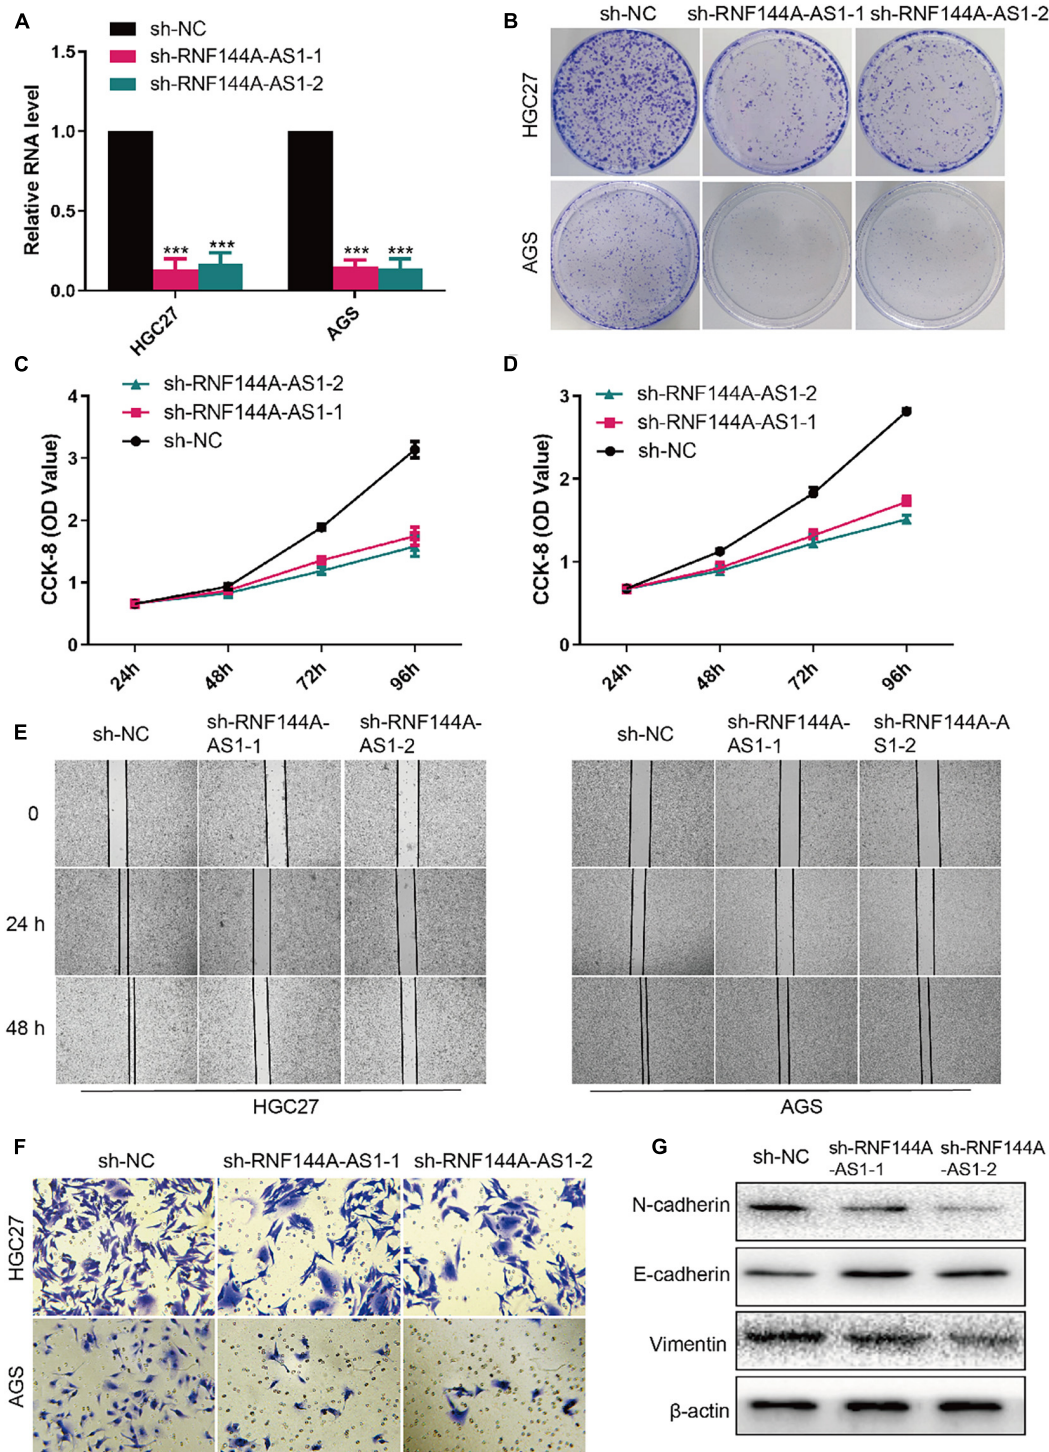 A
sh-NC
sh-RNF144A-AS1-1
sh-RNF144A-AS1-2
Relative RNA level
1.5
1.0
0.5
0.0
*** *** *** ***
HGC27 AGS
B
sh-NC sh-RNF144A-AS1-1 sh-RNF144A-AS1-2
HGC27
AGS
C
sh-RNF144A-AS1-2
sh-RNF144A-AS1-1
sh-NC
CCK-8 (OD Value)
4
3
2
1
0
24h 48h 72h 96h
D
sh-RNF144A-AS1-2
sh-RNF144A-AS1-1
sh-NC
CCK-8 (OD Value)
3
2
1
0
24h 48h 72h 96h
E
sh-NC
sh-RNF144A-
AS1-1
sh-RNF144A-
AS1-2
sh-NC
sh-RNF144A-
AS1-1
sh-RNF144A-A
S1-2
0
24 h
48 h
HGC27
AGS
F
sh-NC sh-RNF144A-AS1-1 sh-RNF144A-AS1-2
HGC27
AGS
G
sh-NC
sh-RNF144A
-AS1-1
sh-RNF144A
-AS1-2
N-cadherin
E-cadherin
Vimentin
β-actin